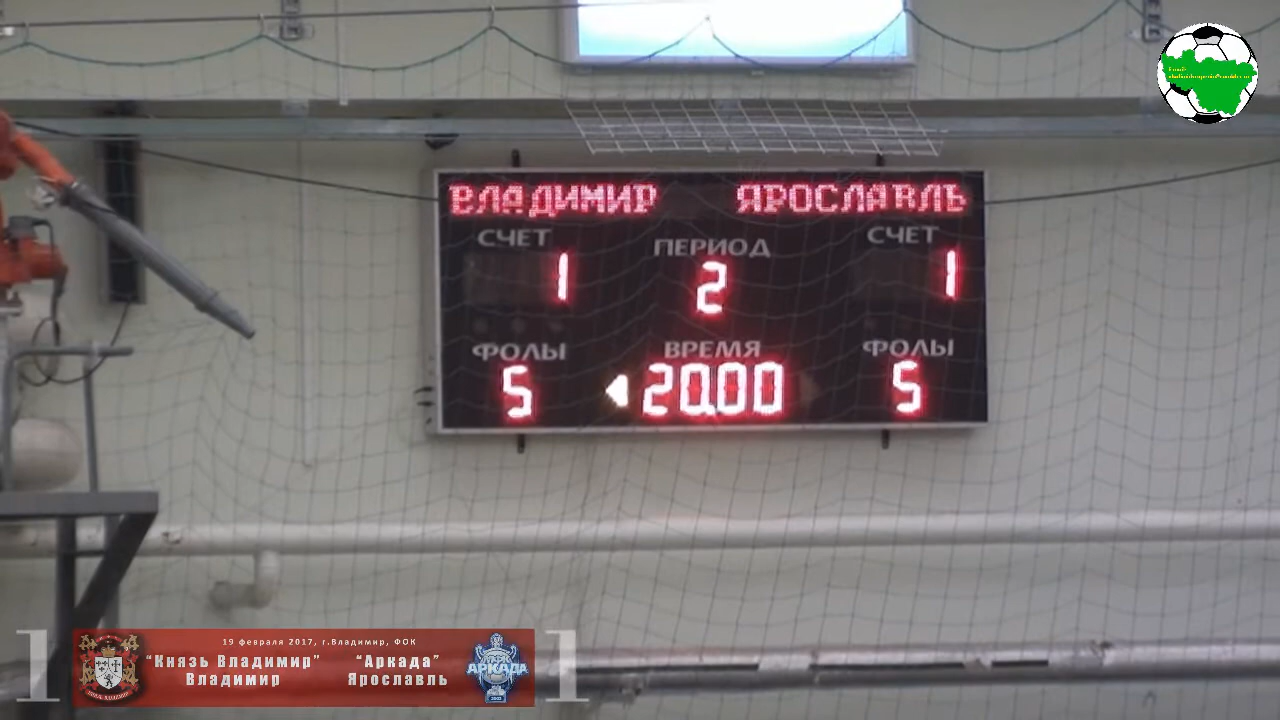 ВЛАДИМИР ЯРОСЛАВЛЬ
СЧЕТ ПЕРИОД СЧЕТ
1 2 1
ФОЛЫ ВРЕМЯ ФОЛЫ
5 20.00 5
19 февраля 2017, г.Владимир, ФОК
1 "Князь Владимир" "Аркада" 1
Владимир Ярославль
ПАРК
АРКАДА